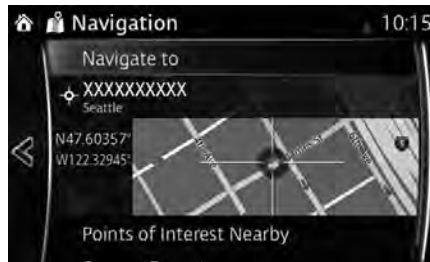 Navigation
10:15
Navigate to
XXXXXXXXXX
Seattle
N47.60357°
W122.32945°
Points of Interest Nearby